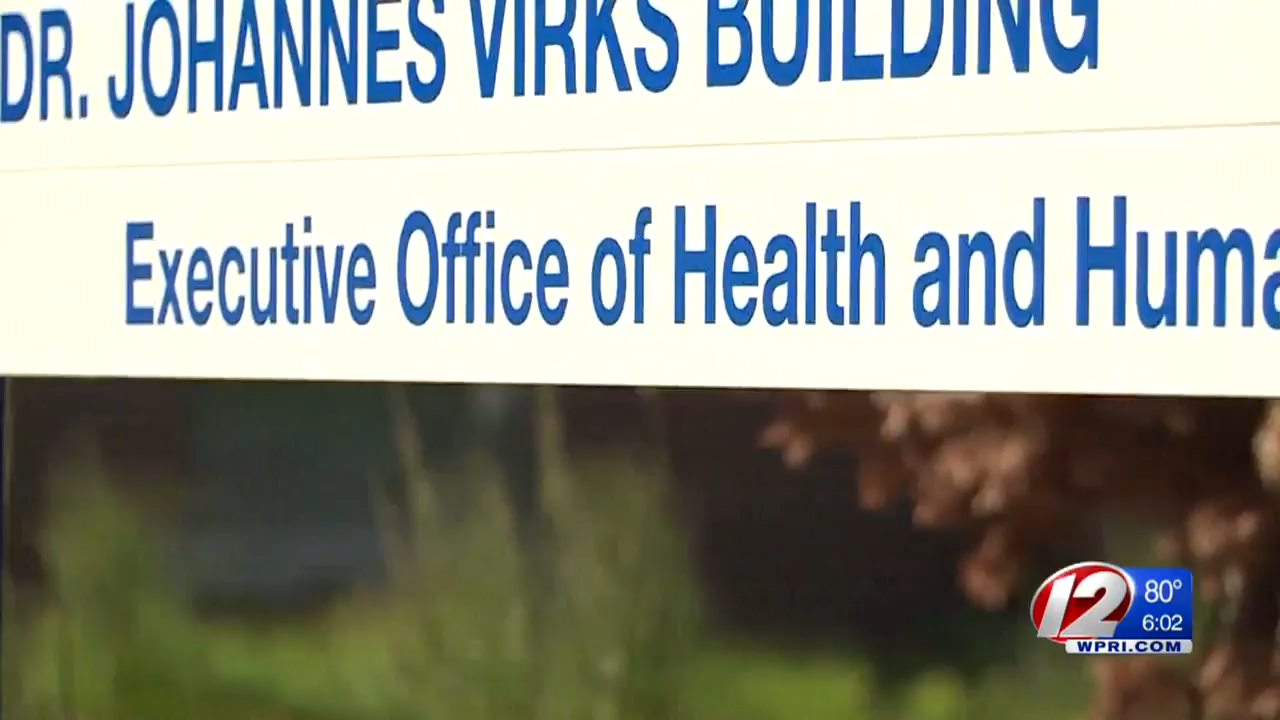 DR. JOHANNES VIRKS BUILDING
Executive Office of Health and Huma
12
80°
6:02
WPRI.COM